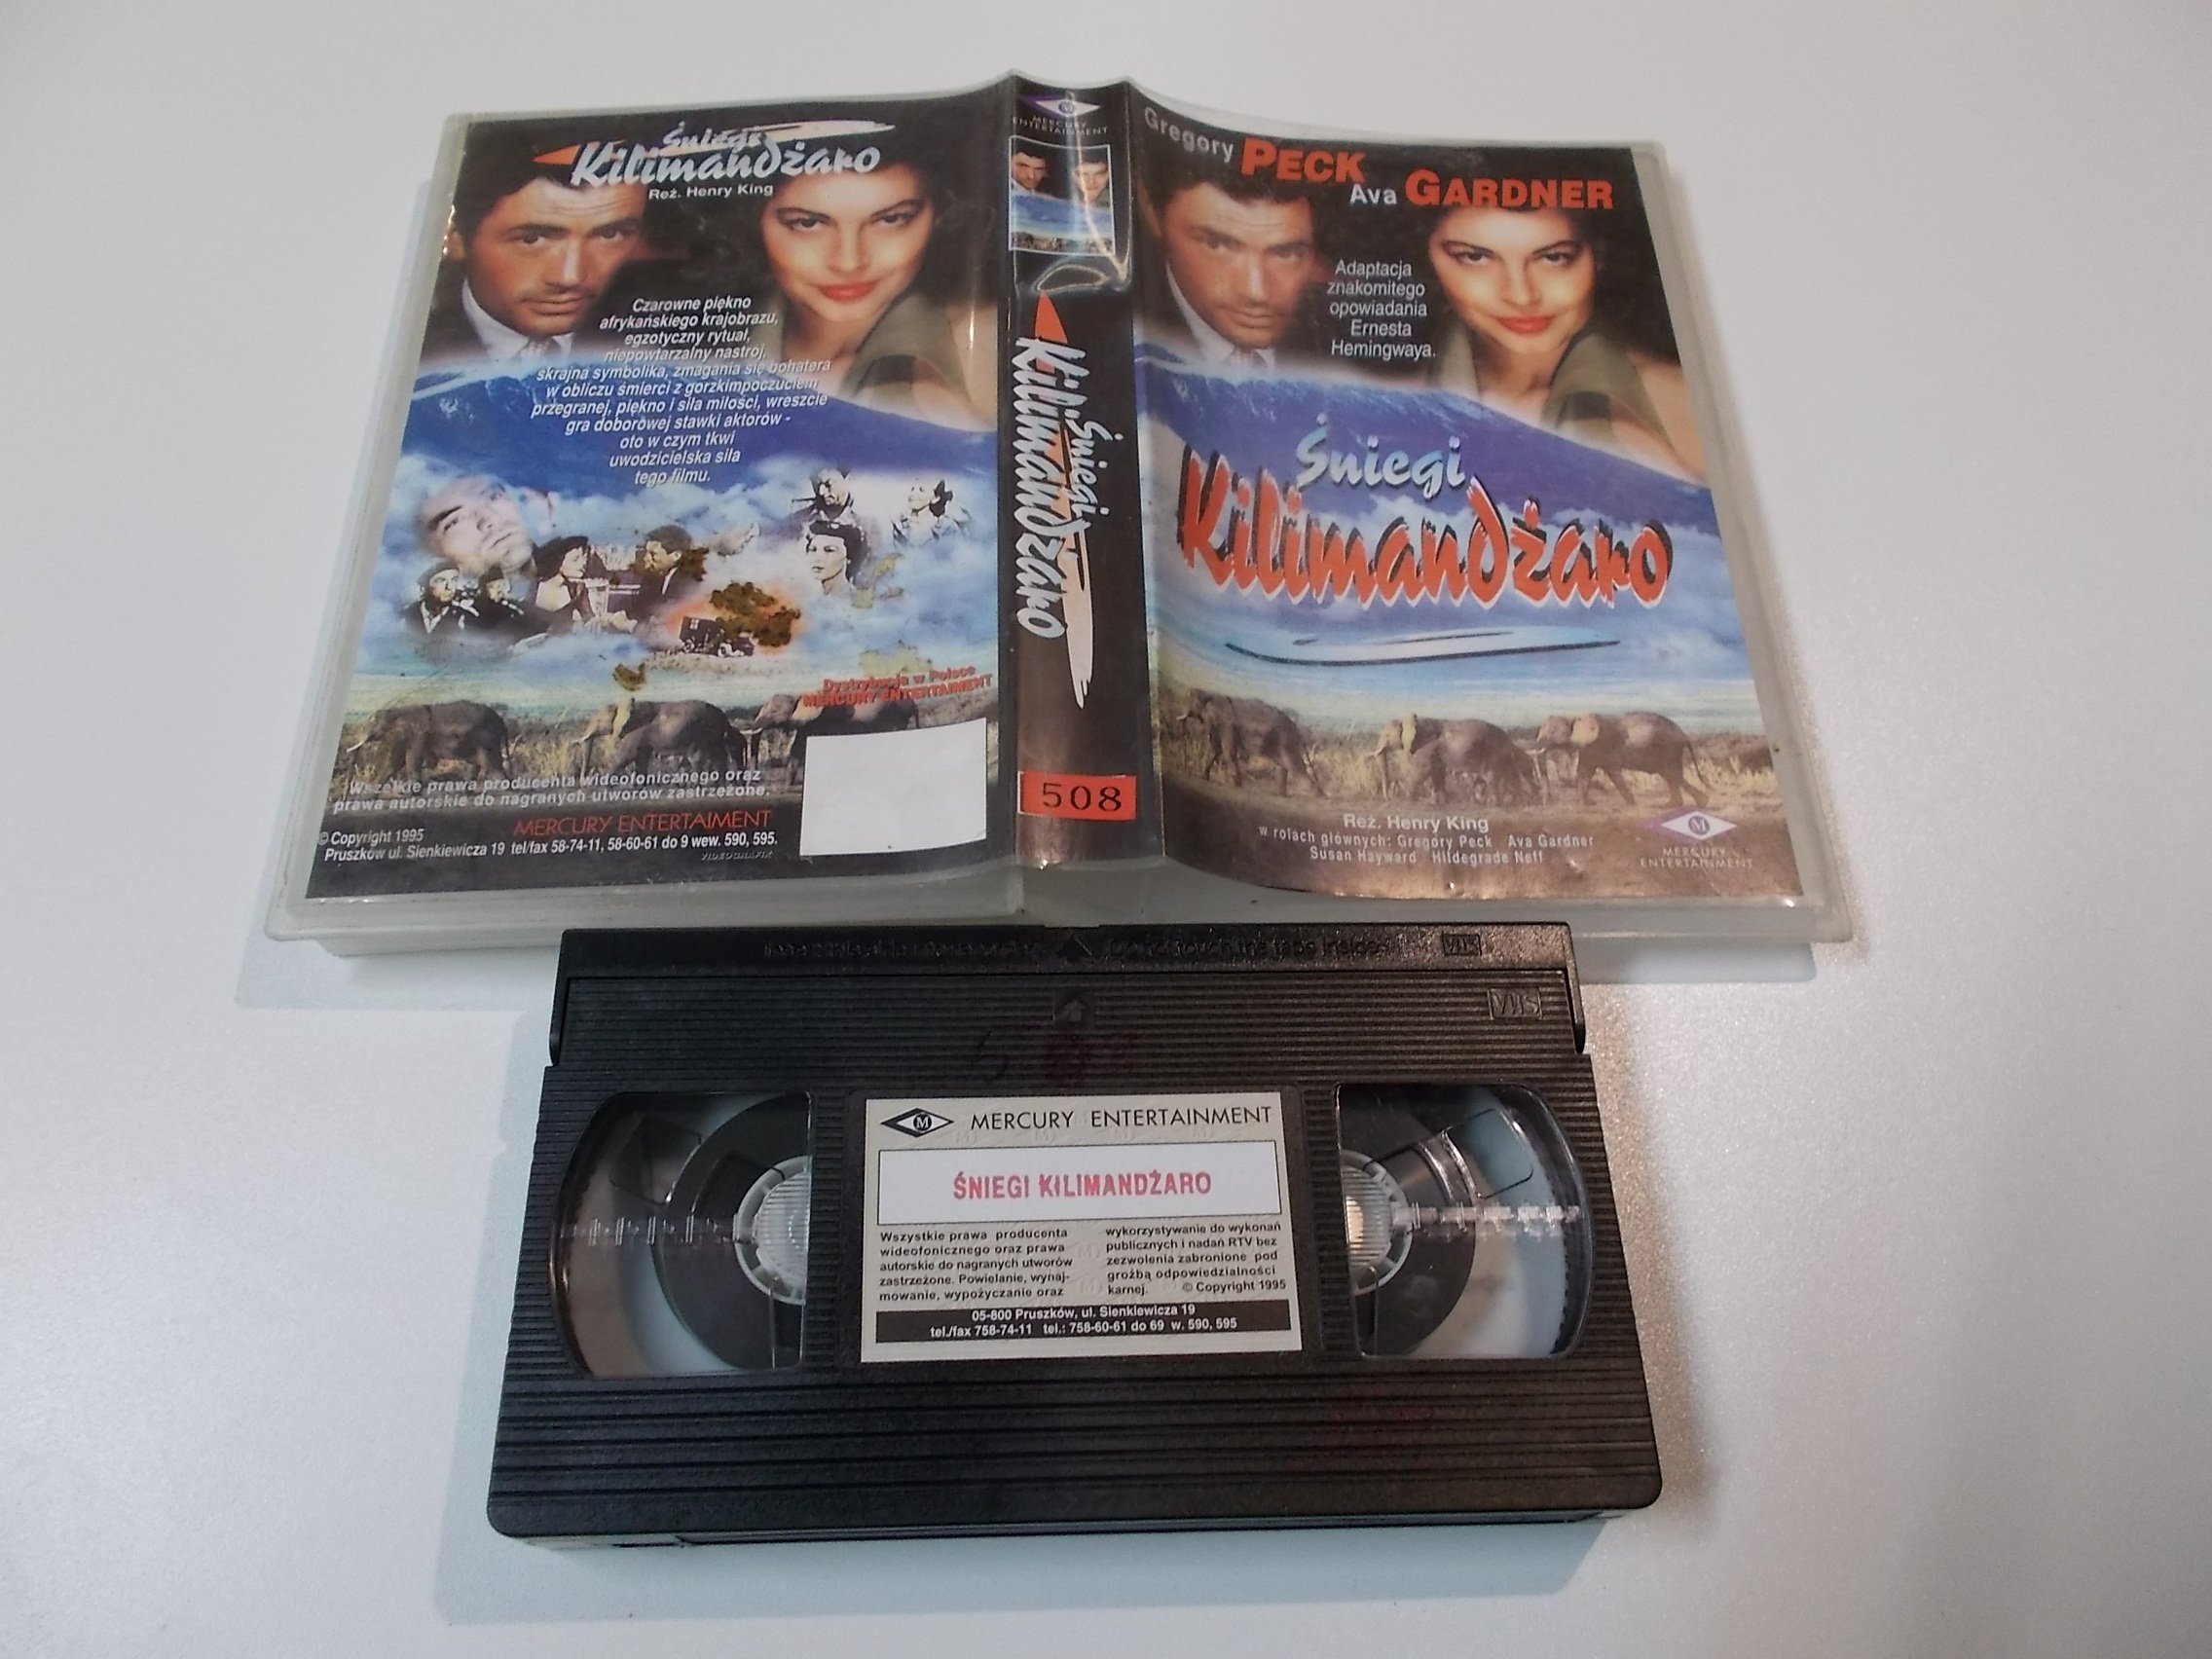 Śniegi
Kilimandżaro
Reż. Henry King
Czarowne piękno
afrykańskiego krajobrazu,
egzotyczny rytuał,
niepowtarzalny nastrój,
skrajna symbolika, zmagania się bohatera
w obliczu śmierci z gorzkimpoczuciem
przegranej, piękno i siła miłości, wreszcie
gra doborowej stawki aktorów -
oto w czym tkwi
uwodzicielska siła
tego filmu.
Dystrybucja w Polsce
MERCURY ENTERTAIMENT
Wszelkie prawa producenta wideofonicznego oraz
prawa autorskie do nagranych utworów zastrzeżone.
MERCURY ENTERTAIMENT
© Copyright 1995
Pruszków ul. Sienkiewicza 19 tel/fax 58-74-11, 58-60-61 do 9 wew. 590, 595.
VIDEOGRAFIK
M
MERCURY
ENTERTAINMENT
Śniegi
Kilimandżaro
508
Gregory PECK
Ava GARDNER
Adaptacja
znakomitego
opowiadania
Ernesta
Hemingwaya.
Śniegi
Kilimandżaro
Reż. Henry King
w rolach głównych: Gregory Peck Ava Gardner
Susan Hayward Hildegrade Neff
M
MERCURY
ENTERTAINMENT
the tape inside
VHS
VHS
M MERCURY ENTERTAINMENT
ŚNIEGI KILIMANDŻARO
Wszystkie prawa producenta
wideofonicznego oraz prawa
autorskie do nagranych utworów
zastrzeżone. Powielanie, wynaj-
mowanie, wypożyczanie oraz
wykorzystywanie do wykonań
publicznych i nadań RTV bez
zezwolenia zabronione pod
groźbą odpowiedzialności
karnej. © Copyright 1995
05-800 Pruszków, ul. Sienkiewicza 19
tel./fax 758-74-11 tel.: 758-60-61 do 69 w. 590, 595